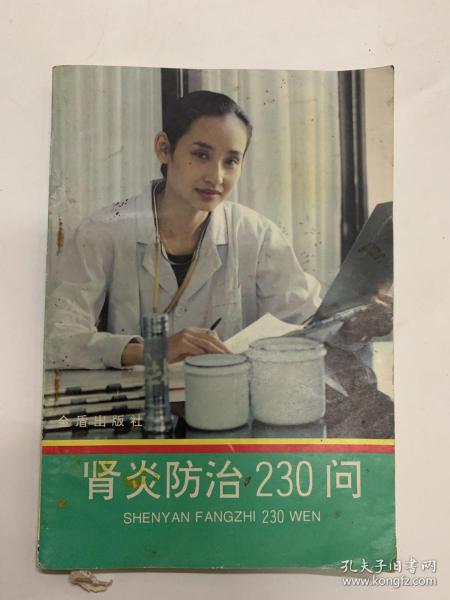 金盾出版社
肾炎防治230问
SHENYAN FANGZHI 230 WEN
孔夫子旧书网
www.kongfz.com